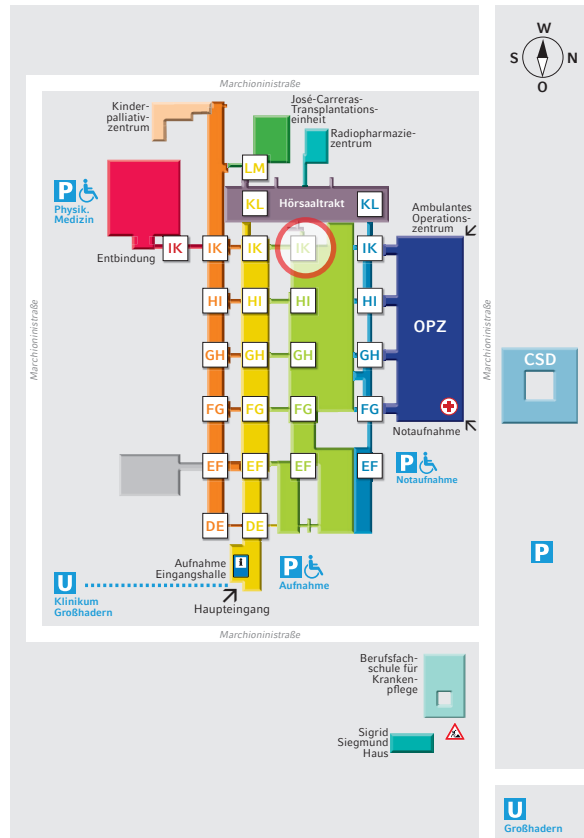 W
S
N
O
Marchioninistraße
Kinder-
palliativ-
zentrum
José-Carreras-
Transplantations-
einheit
Radiopharmazie-
zentrum
LM
P
Physik.
Medizin
KL
Hörsaaltrakt
KL
Ambulantes
Operations-
zentrum
Entbindung
IK
IK
IK
IK
IK
HI
HI
HI
HI
OPZ
Marchioninistraße
Marchioninistraße
CSD
GH
GH
GH
GH
FG
FG
FG
FG
Notaufnahme
EF
EF
EF
EF
P
Notaufnahme
DE
DE
P
Aufnahme
Eingangshalle
i
P
Aufnahme
U
Klinikum
Großhadern
Haupteingang
Marchioninistraße
Berufsfach-
schule für
Kranken-
pflege
Sigrid
Siegmund
Haus
U
Großhadern